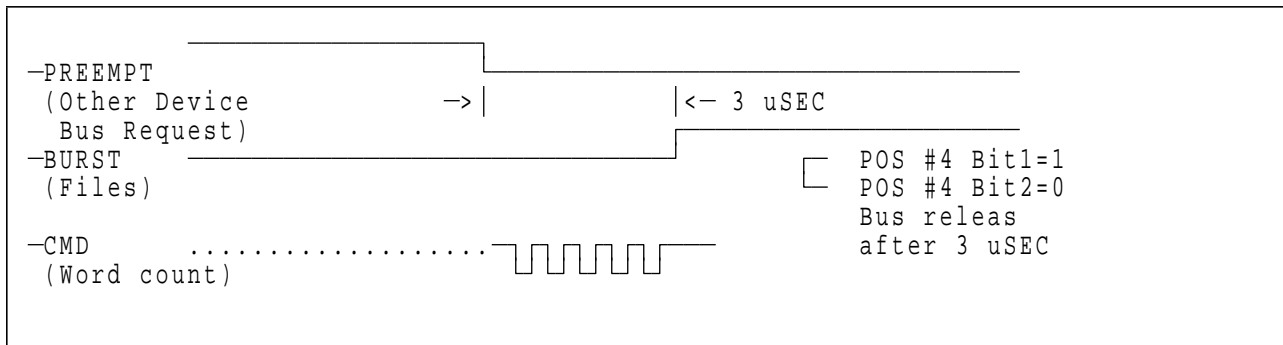 —PREEMPT
(Other Device —>| |<— 3 uSEC
Bus Request)
—BURST POS #4 Bit1=1
(Files) POS #4 Bit2=0
Bus releas
—CMD ................... after 3 uSEC
(Word count)